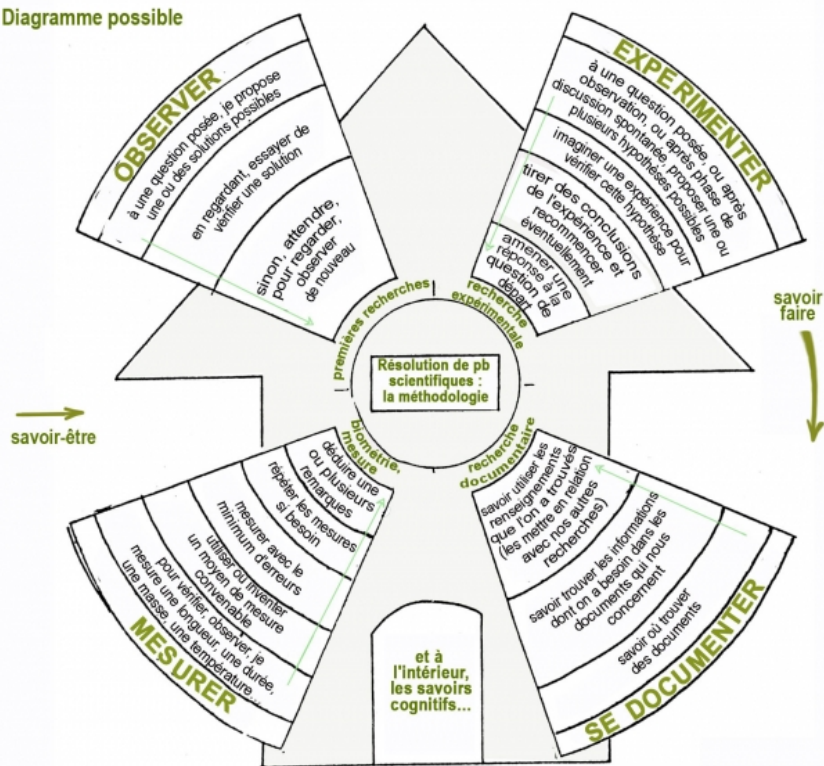 Diagramme possible
OBSERVER
à une question posée, je propose
une ou des solutions possibles
en regardant, essayer de
vérifier une solution
sinon, attendre,
pour regarder,
observer
de nouveau
premières recherches
EXPERIMENTER
à une question posée, ou après
observation, ou après phase de
discussion spontanée, proposer une ou
plusieurs hypothèses possibles
imaginer une expérience pour
vérifier cette hypothèse
tirer des conclusions
de l'expérience et
recommencer
éventuellement
amener une
réponse à la
question de
départ
recherche
expérimentale
savoir
faire
Résolution de pb
scientifiques :
la méthodologie
savoir-être
biométrie,
mesure
déduire une
ou plusieurs
remarques
répéter les mesures
si besoin
mesurer avec le
minimum d'erreurs
utiliser ou inventer
un moyen de mesure
convenable
pour vérifier, observer, je
mesure une longueur, une durée,
une masse, une température...
MESURER
recherche
documentaire
savoir utiliser les
renseignements
que l'on a trouvés
(les mettre en relation
avec nos autres
recherches)
savoir trouver les informations
dont on a besoin dans les
documents qui nous
concernent
savoir où trouver
des documents
SE DOCUMENTER
et à
l'intérieur,
les savoirs
cognitifs...